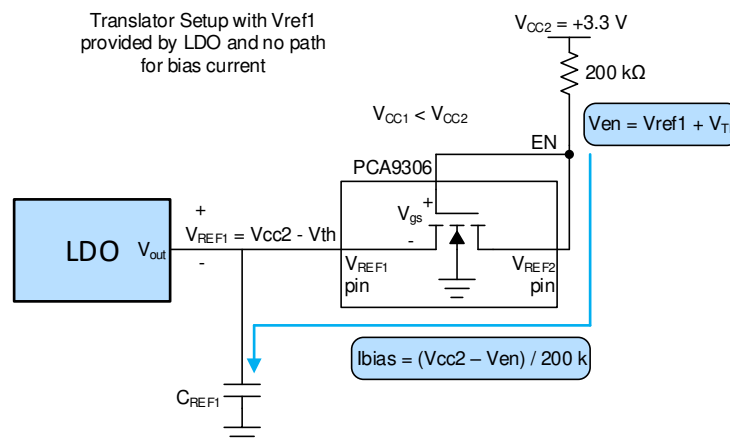 Translator Setup with Vref1
provided by LDO and no path
for bias current
VCC2 = +3.3 V
200 kΩ
VCC1 < VCC2
Ven = Vref1 + VT
EN
PCA9306
+
Vgs
-
+
VREF1 = Vcc2 - Vth
-
LDO
Vout
VREF1
pin
VREF2
pin
Ibias = (Vcc2 – Ven) / 200 k
CREF1